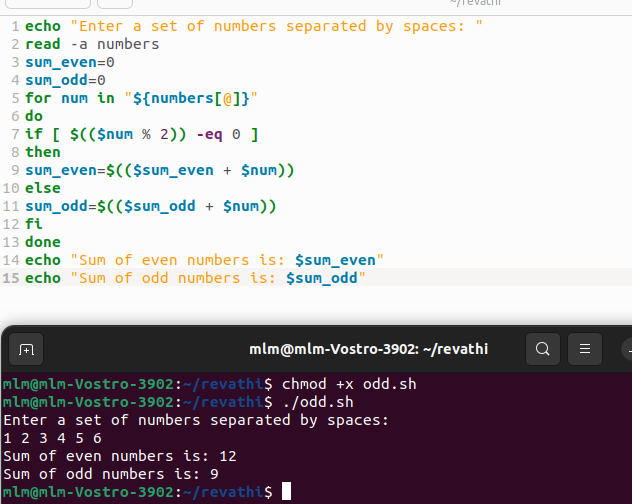 ~/revathi
1 echo "Enter a set of numbers separated by spaces: "
2 read -a numbers
3 sum_even=0
4 sum_odd=0
5 for num in "${numbers[@]}"
6 do
7 if [ $(($num % 2)) -eq 0 ]
8 then
9 sum_even=$(($sum_even + $num))
10 else
11 sum_odd=$(($sum_odd + $num))
12 fi
13 done
14 echo "Sum of even numbers is: $sum_even"
15 echo "Sum of odd numbers is: $sum_odd"
mlm@mlm-Vostro-3902: ~/revathi
mlm@mlm-Vostro-3902:~/revathi$ chmod +x odd.sh
mlm@mlm-Vostro-3902:~/revathi$ ./odd.sh
Enter a set of numbers separated by spaces:
1 2 3 4 5 6
Sum of even numbers is: 12
Sum of odd numbers is: 9
mlm@mlm-Vostro-3902:~/revathi$